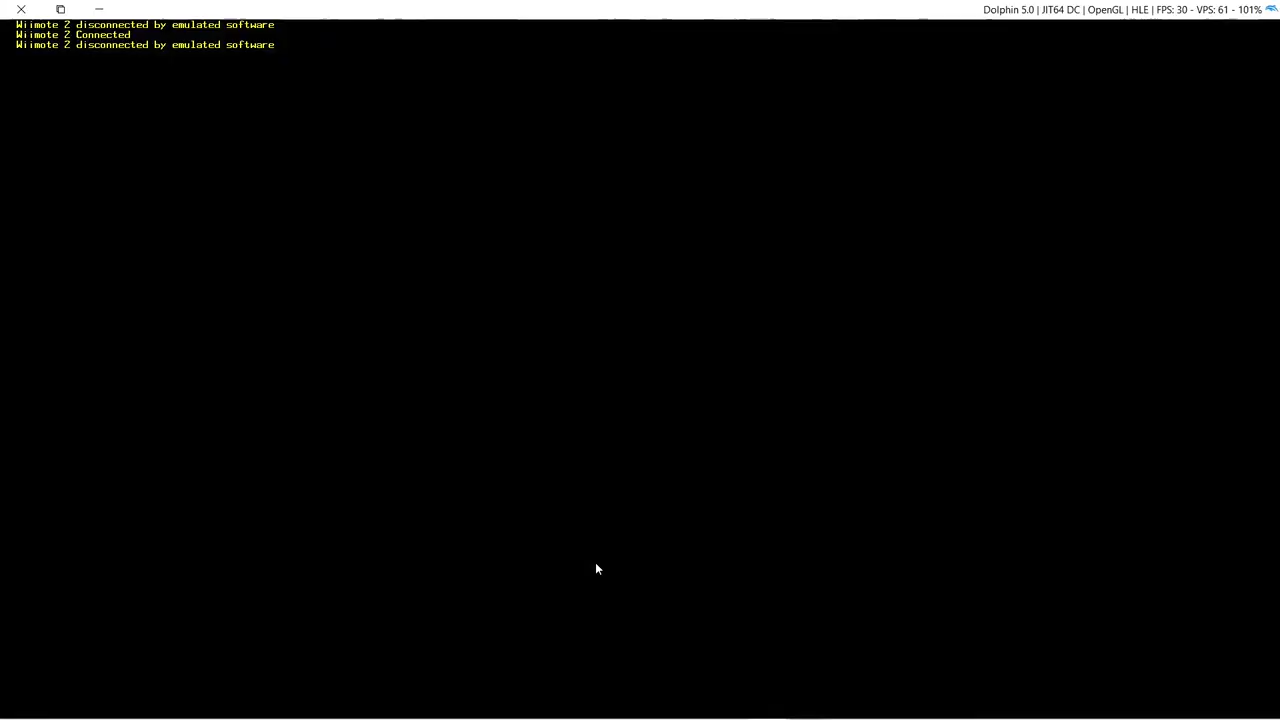 Dolphin 5.0 | JIT64 DC | OpenGL | HLE | FPS: 30 - VPS: 61 - 101%
Wiimote 2 disconnected by emulated software
Wiimote 2 Connected
Wiimote 2 disconnected by emulated software